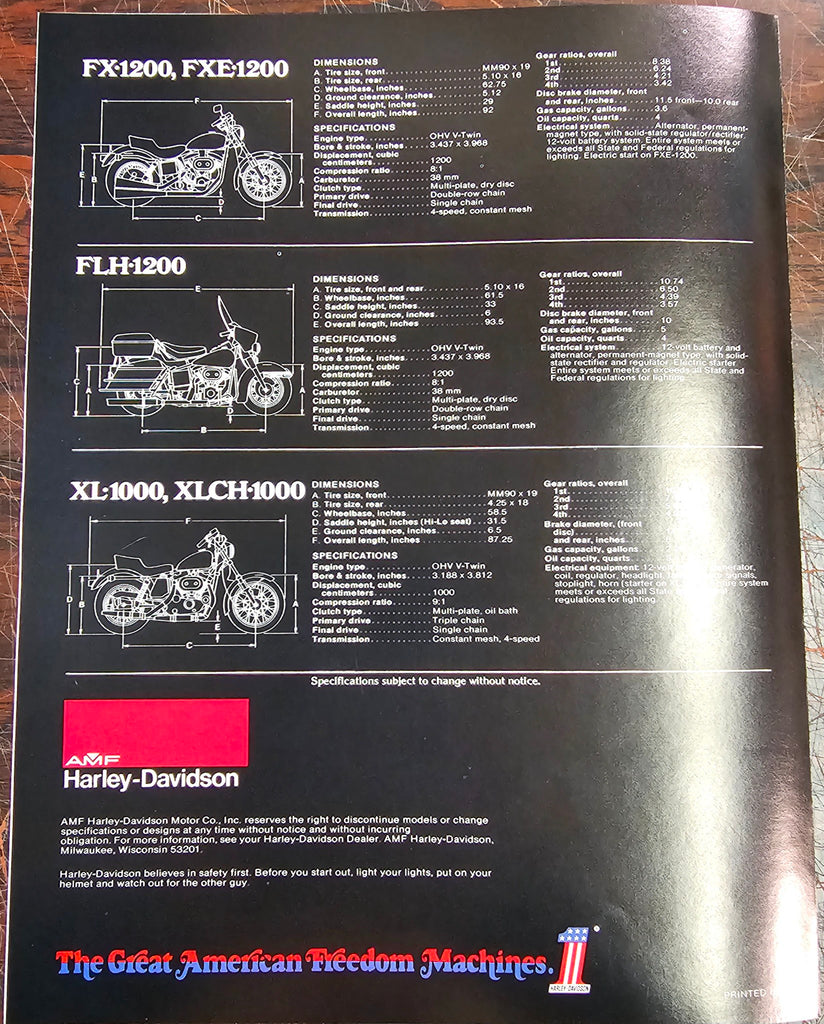 FX-1200, FXE-1200
DIMENSIONS
A. Tire size, front MM90 x 19
B. Tire size, rear 5.10 x 16
C. Wheelbase, inches 62.75
D. Ground clearance, inches 5.12
E. Saddle height, inches 29
F. Overall length, inches 92
SPECIFICATIONS
Engine type OHV V-Twin
Bore & stroke, inches 3.437 x 3.968
Displacement, cubic
centimeters 1200
Compression ratio 8:1
Carburetor 38 mm
Clutch type Multi-plate, dry disc
Primary drive Double-row chain
Final drive Single chain
Transmission 4-speed, constant mesh
Gear ratios, overall
1st 8.38
2nd 6.24
3rd 4.21
4th 3.42
Disc brake diameter, front
and rear, inches 11.5 front—10.0 rear
Gas capacity, gallons 3.6
Oil capacity, quarts 4
Electrical system Alternator, permanent-
magnet type, with solid-state regulator/rectifier.
12-volt battery system. Entire system meets or
exceeds all State and Federal regulations for
lighting. Electric start on FXE-1200.
F
E
B
A
D
C
FLH-1200
DIMENSIONS
A. Tire size, front and rear 5.10 x 16
B. Wheelbase, inches 61.5
C. Saddle height, inches 33
D. Ground clearance, inches 6
E. Overall length, inches 93.5
SPECIFICATIONS
Engine type OHV V-Twin
Bore & stroke, inches 3.437 x 3.968
Displacement, cubic
centimeters 1200
Compression ratio 8:1
Carburetor 38 mm
Clutch type Multi-plate, dry disc
Primary drive Double-row chain
Final drive Single chain
Transmission 4-speed, constant mesh
Gear ratios, overall
1st 10.74
2nd 6.50
3rd 4.39
4th 3.57
Disc brake diameter, front
and rear, inches 10
Gas capacity, gallons 5
Oil capacity, quarts 4
Electrical system 12-volt battery and
alternator, permanent-magnet type, with solid-
state rectifier and regulator. Electric starter.
Entire system meets or exceeds all State and
Federal regulations for lighting.
E
C
A
A
D
B
XL-1000, XLCH-1000
DIMENSIONS
A. Tire size, front MM90 x 19
B. Tire size, rear 4.25 x 18
C. Wheelbase, inches 58.5
D. Saddle height, inches (Hi-Lo seat) 31.5
E. Ground clearance, inches 6.5
F. Overall length, inches 87.25
SPECIFICATIONS
Engine type OHV V-Twin
Bore & stroke, inches 3.188 x 3.812
Displacement, cubic
centimeters 1000
Compression ratio 9:1
Clutch type Multi-plate, oil bath
Primary drive Triple chain
Final drive Single chain
Transmission Constant mesh, 4-speed
Gear ratios, overall
1st
2nd
3rd
4th
Brake diameter, (front
disc)
and rear, inches
Gas capacity, gallons
Oil capacity, quarts
Electrical equipment:
coil, regulator, headlight,
stoplight, horn (starter on system
meets or exceeds all State
regulations for lighting.
F
D
B
A
E
C
Specifications subject to change without notice.
AMF
Harley-Davidson
AMF Harley-Davidson Motor Co., Inc. reserves the right to discontinue models or change
specifications or designs at any time without notice and without incurring
obligation. For more information, see your Harley-Davidson Dealer. AMF Harley-Davidson,
Milwaukee, Wisconsin 53201.
Harley-Davidson believes in safety first. Before you start out, light your lights, put on your
helmet and watch out for the other guy.
The Great American Freedom Machines.
1
HARLEY-DAVIDSON
®
PRINTED